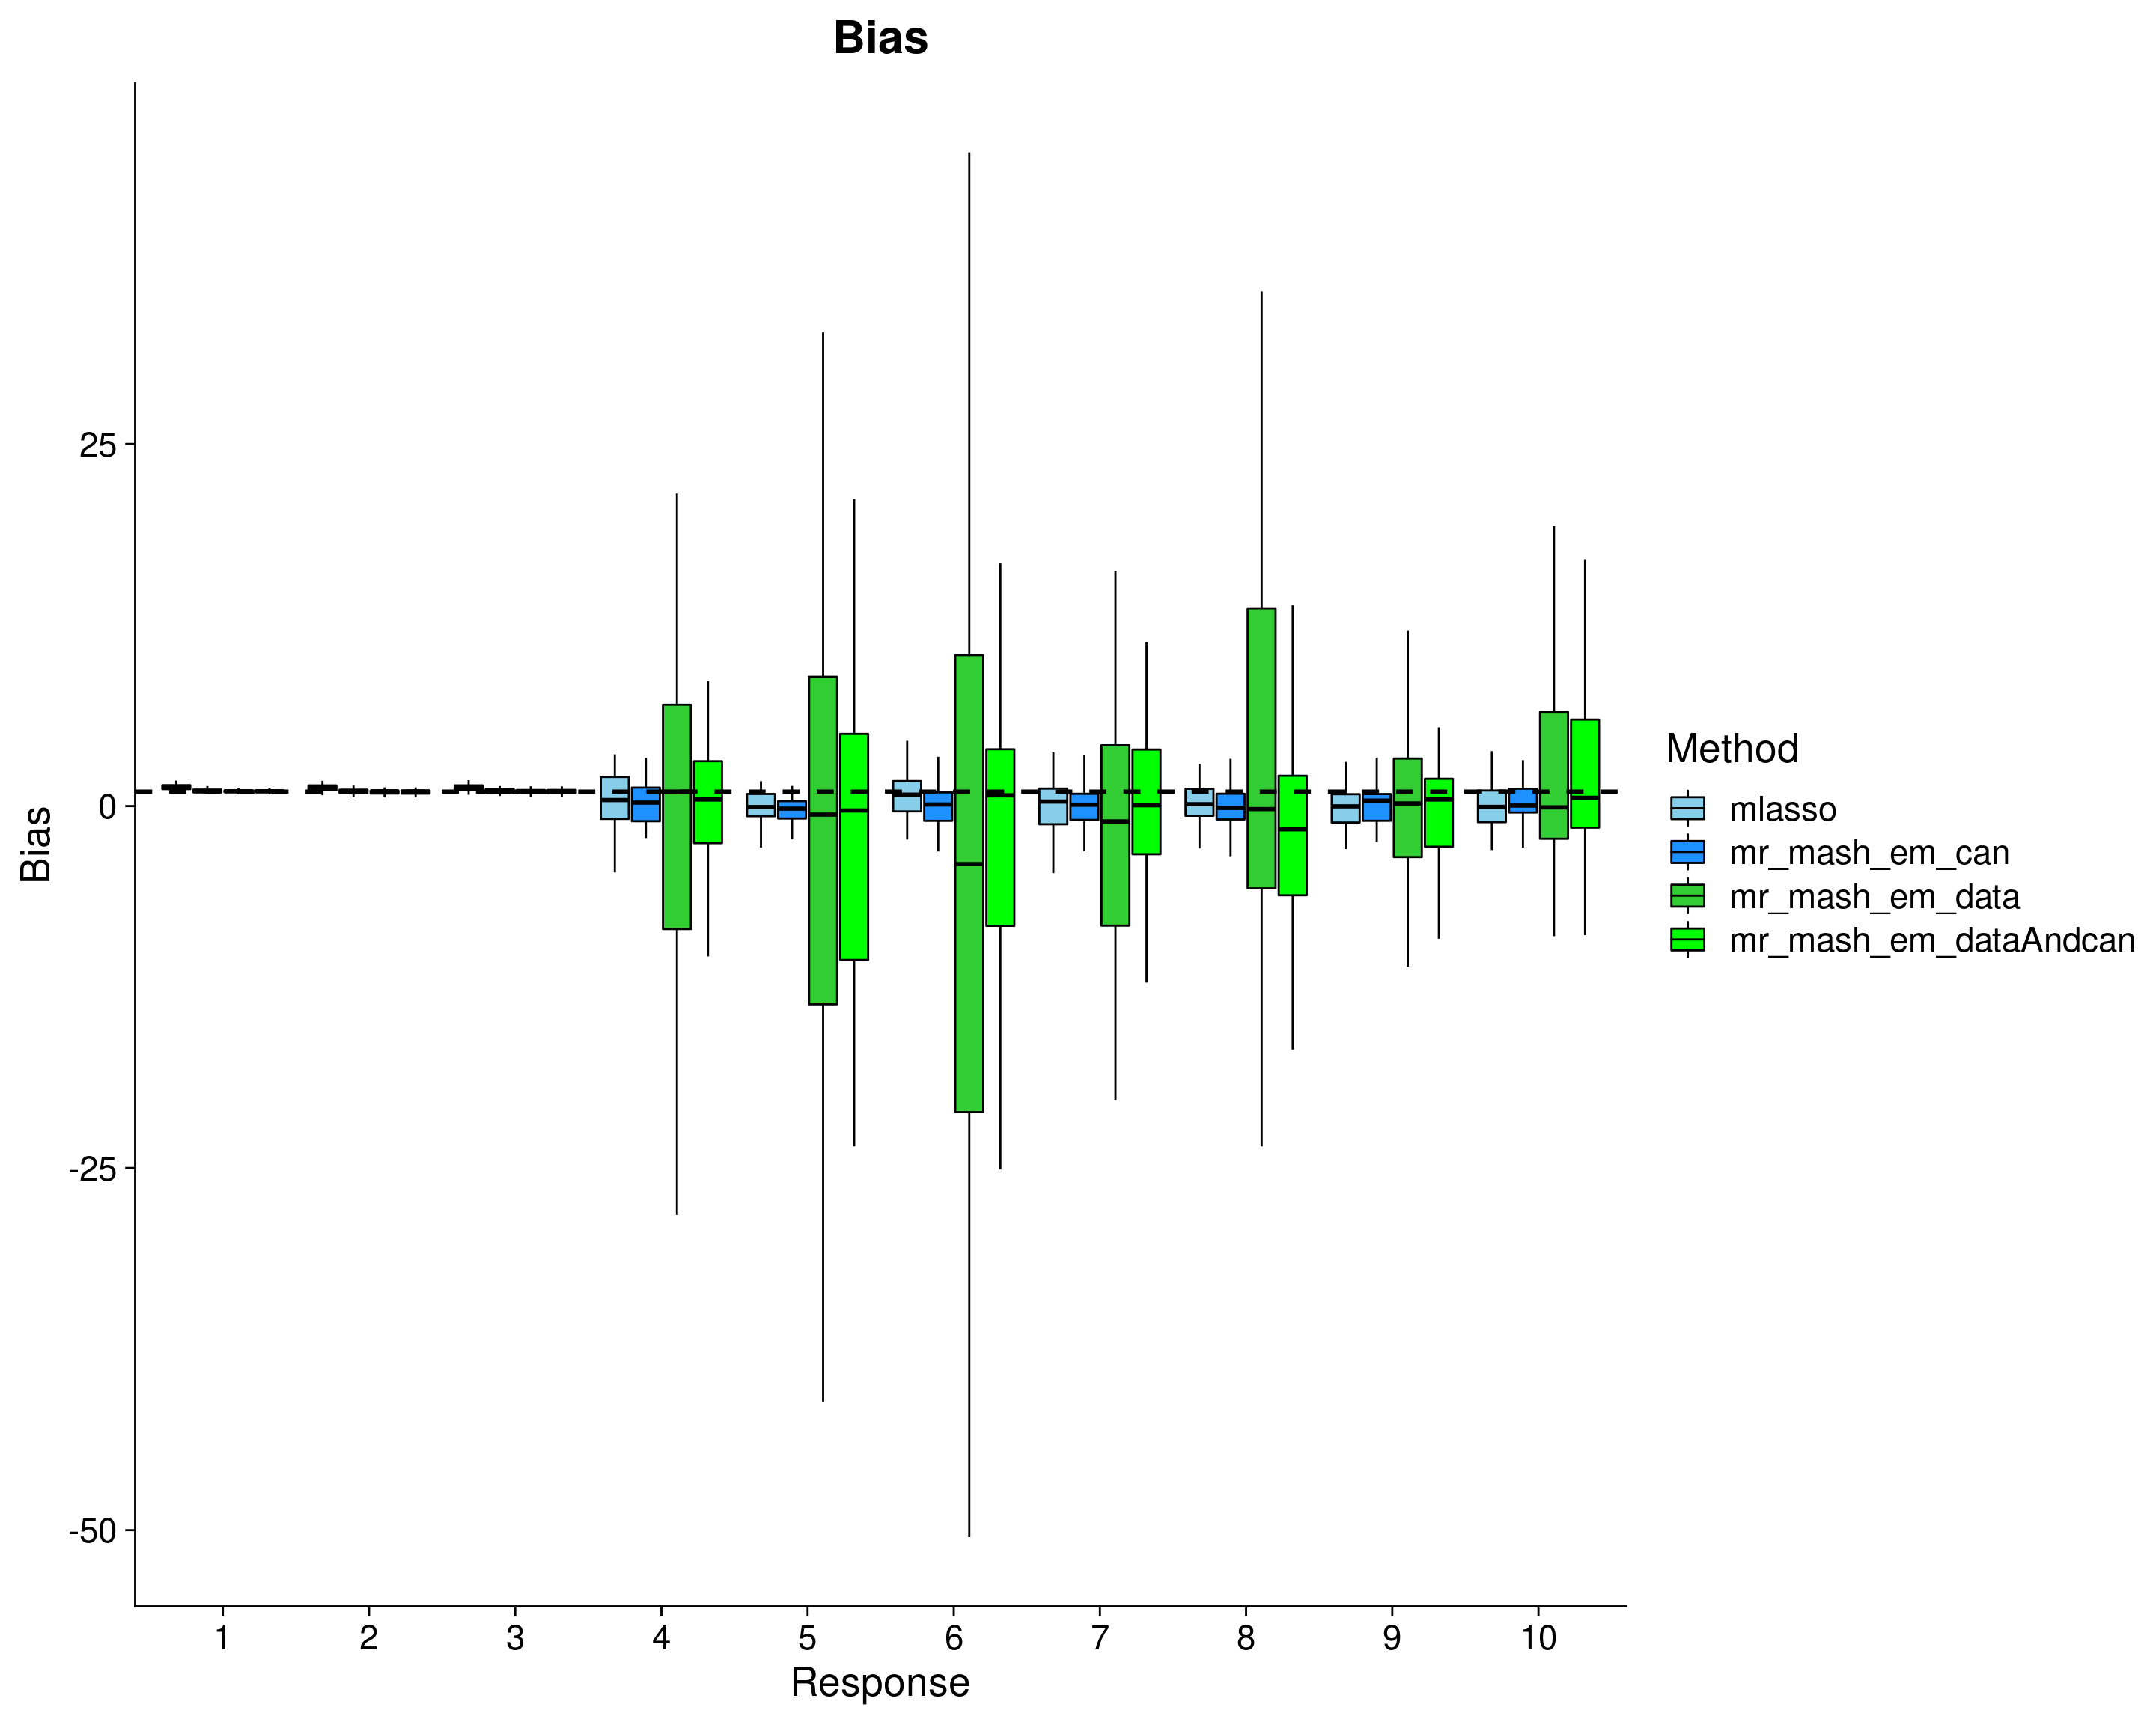 Bias
Bias
25
0
-25
-50
1 2 3 4 5 6 7 8 9 10
Response
Method
mlasso
mr_mash_em_can
mr_mash_em_data
mr_mash_em_dataAndcan